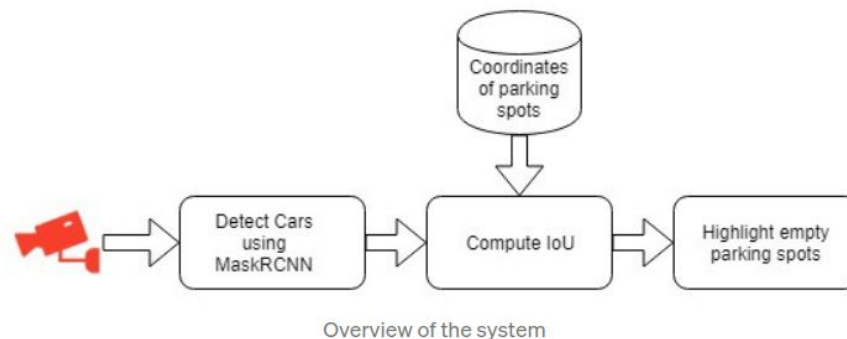 Coordinates
of parking
spots
Detect Cars
using
MaskRCNN
Compute IoU
Highlight empty
parking spots
Overview of the system